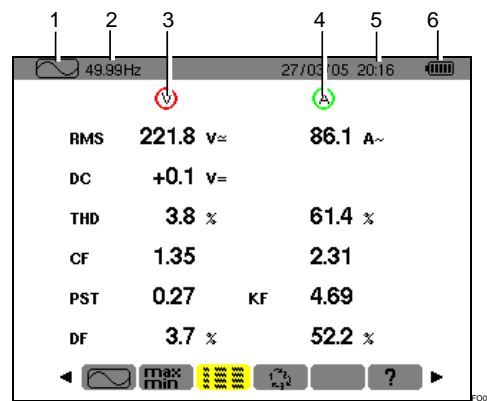 1 2 3 4 5 6
49.99Hz 27/03/05 20:16
V A
RMS 221.8 V≃ 86.1 A~
DC +0.1 V=
THD 3.8 % 61.4 %
CF 1.35 2.31
PST 0.27 KF 4.69
DF 3.7 % 52.2 %
max
min
?